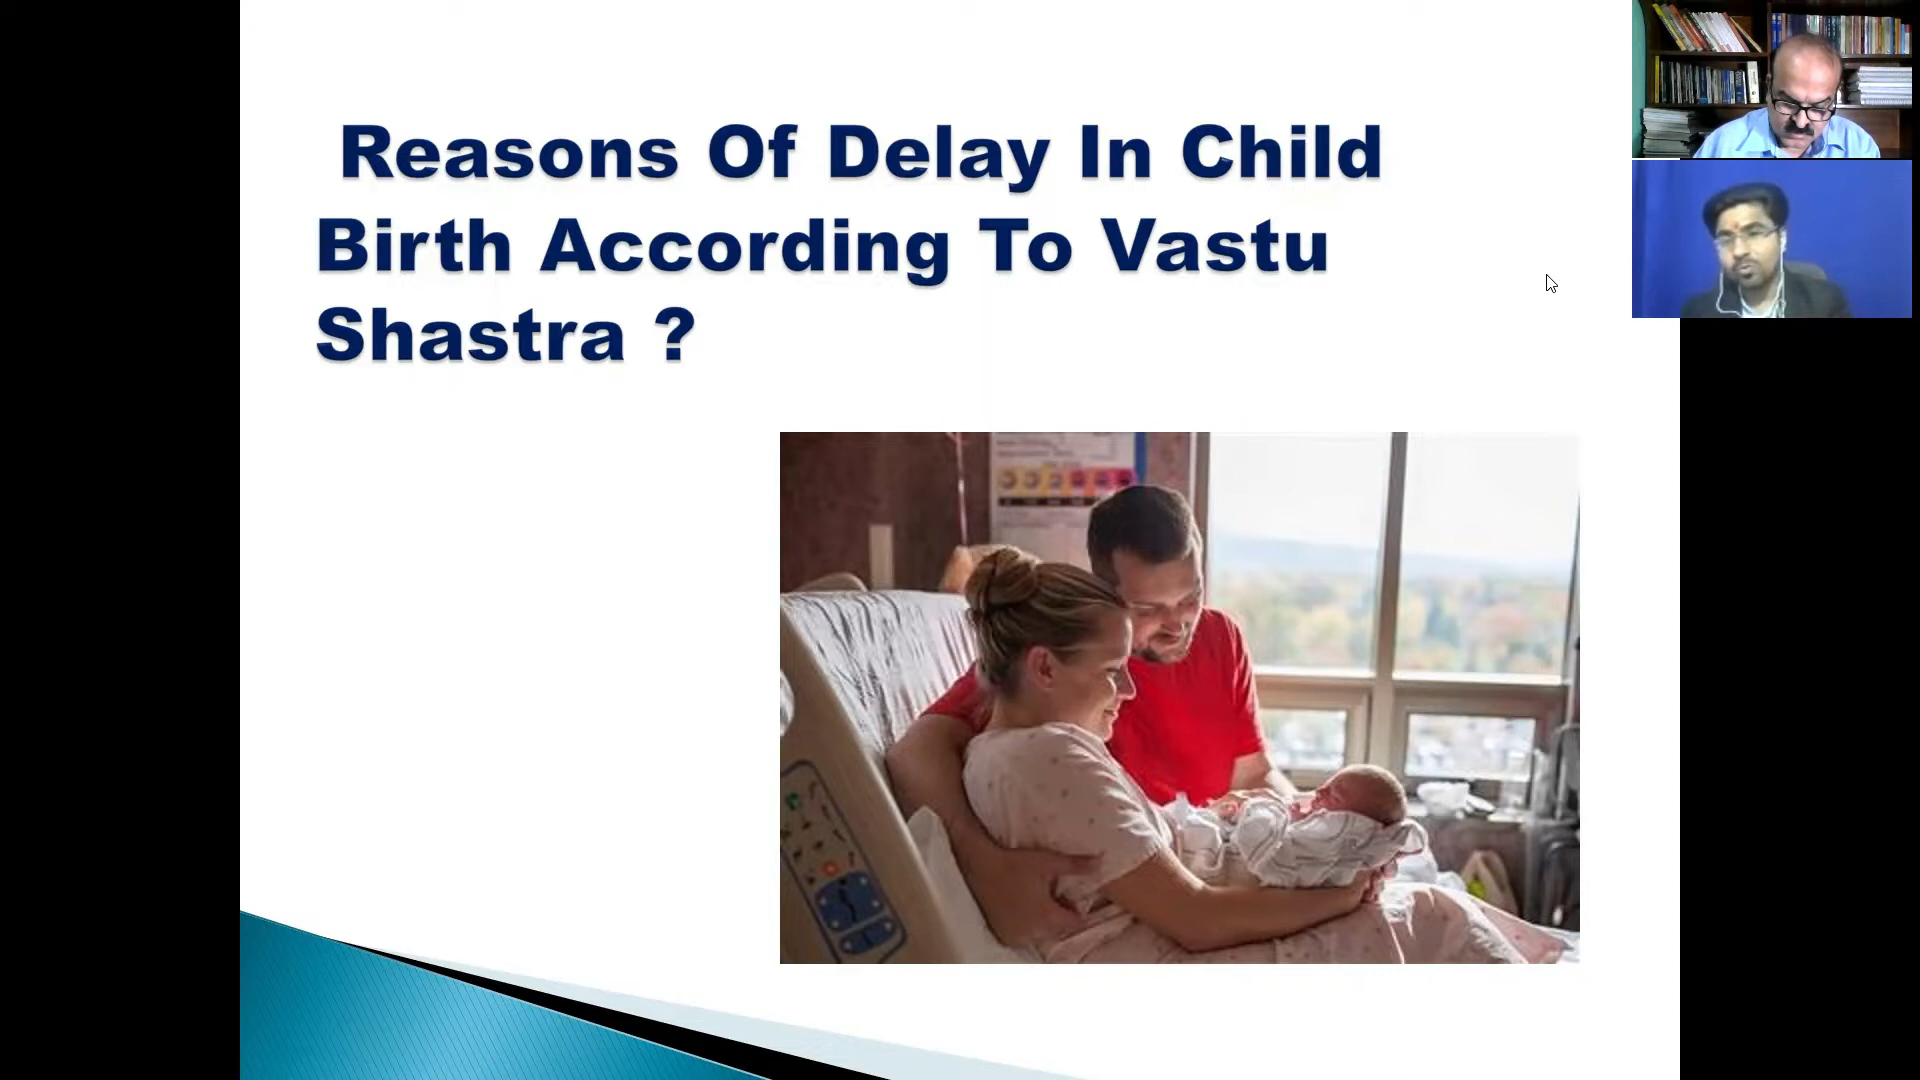 Reasons Of Delay In Child
Birth According To Vastu
Shastra ?